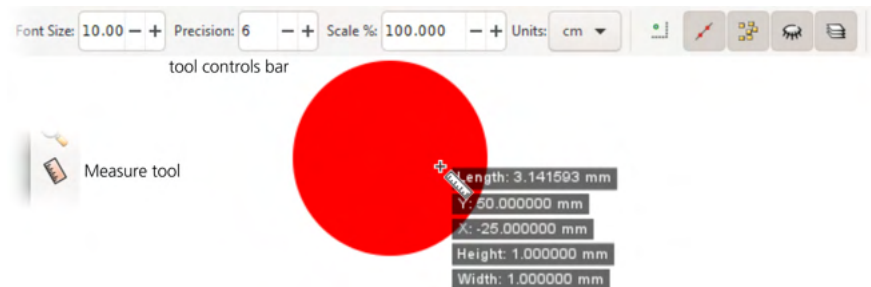 Font Size: 10.00 − + Precision: 6 − + Scale %: 100.000 − + Units: cm
tool controls bar
Measure tool
Length: 3.141593 mm
Y: 50.000000 mm
X: -25.000000 mm
Height: 1.000000 mm
Width: 1.000000 mm